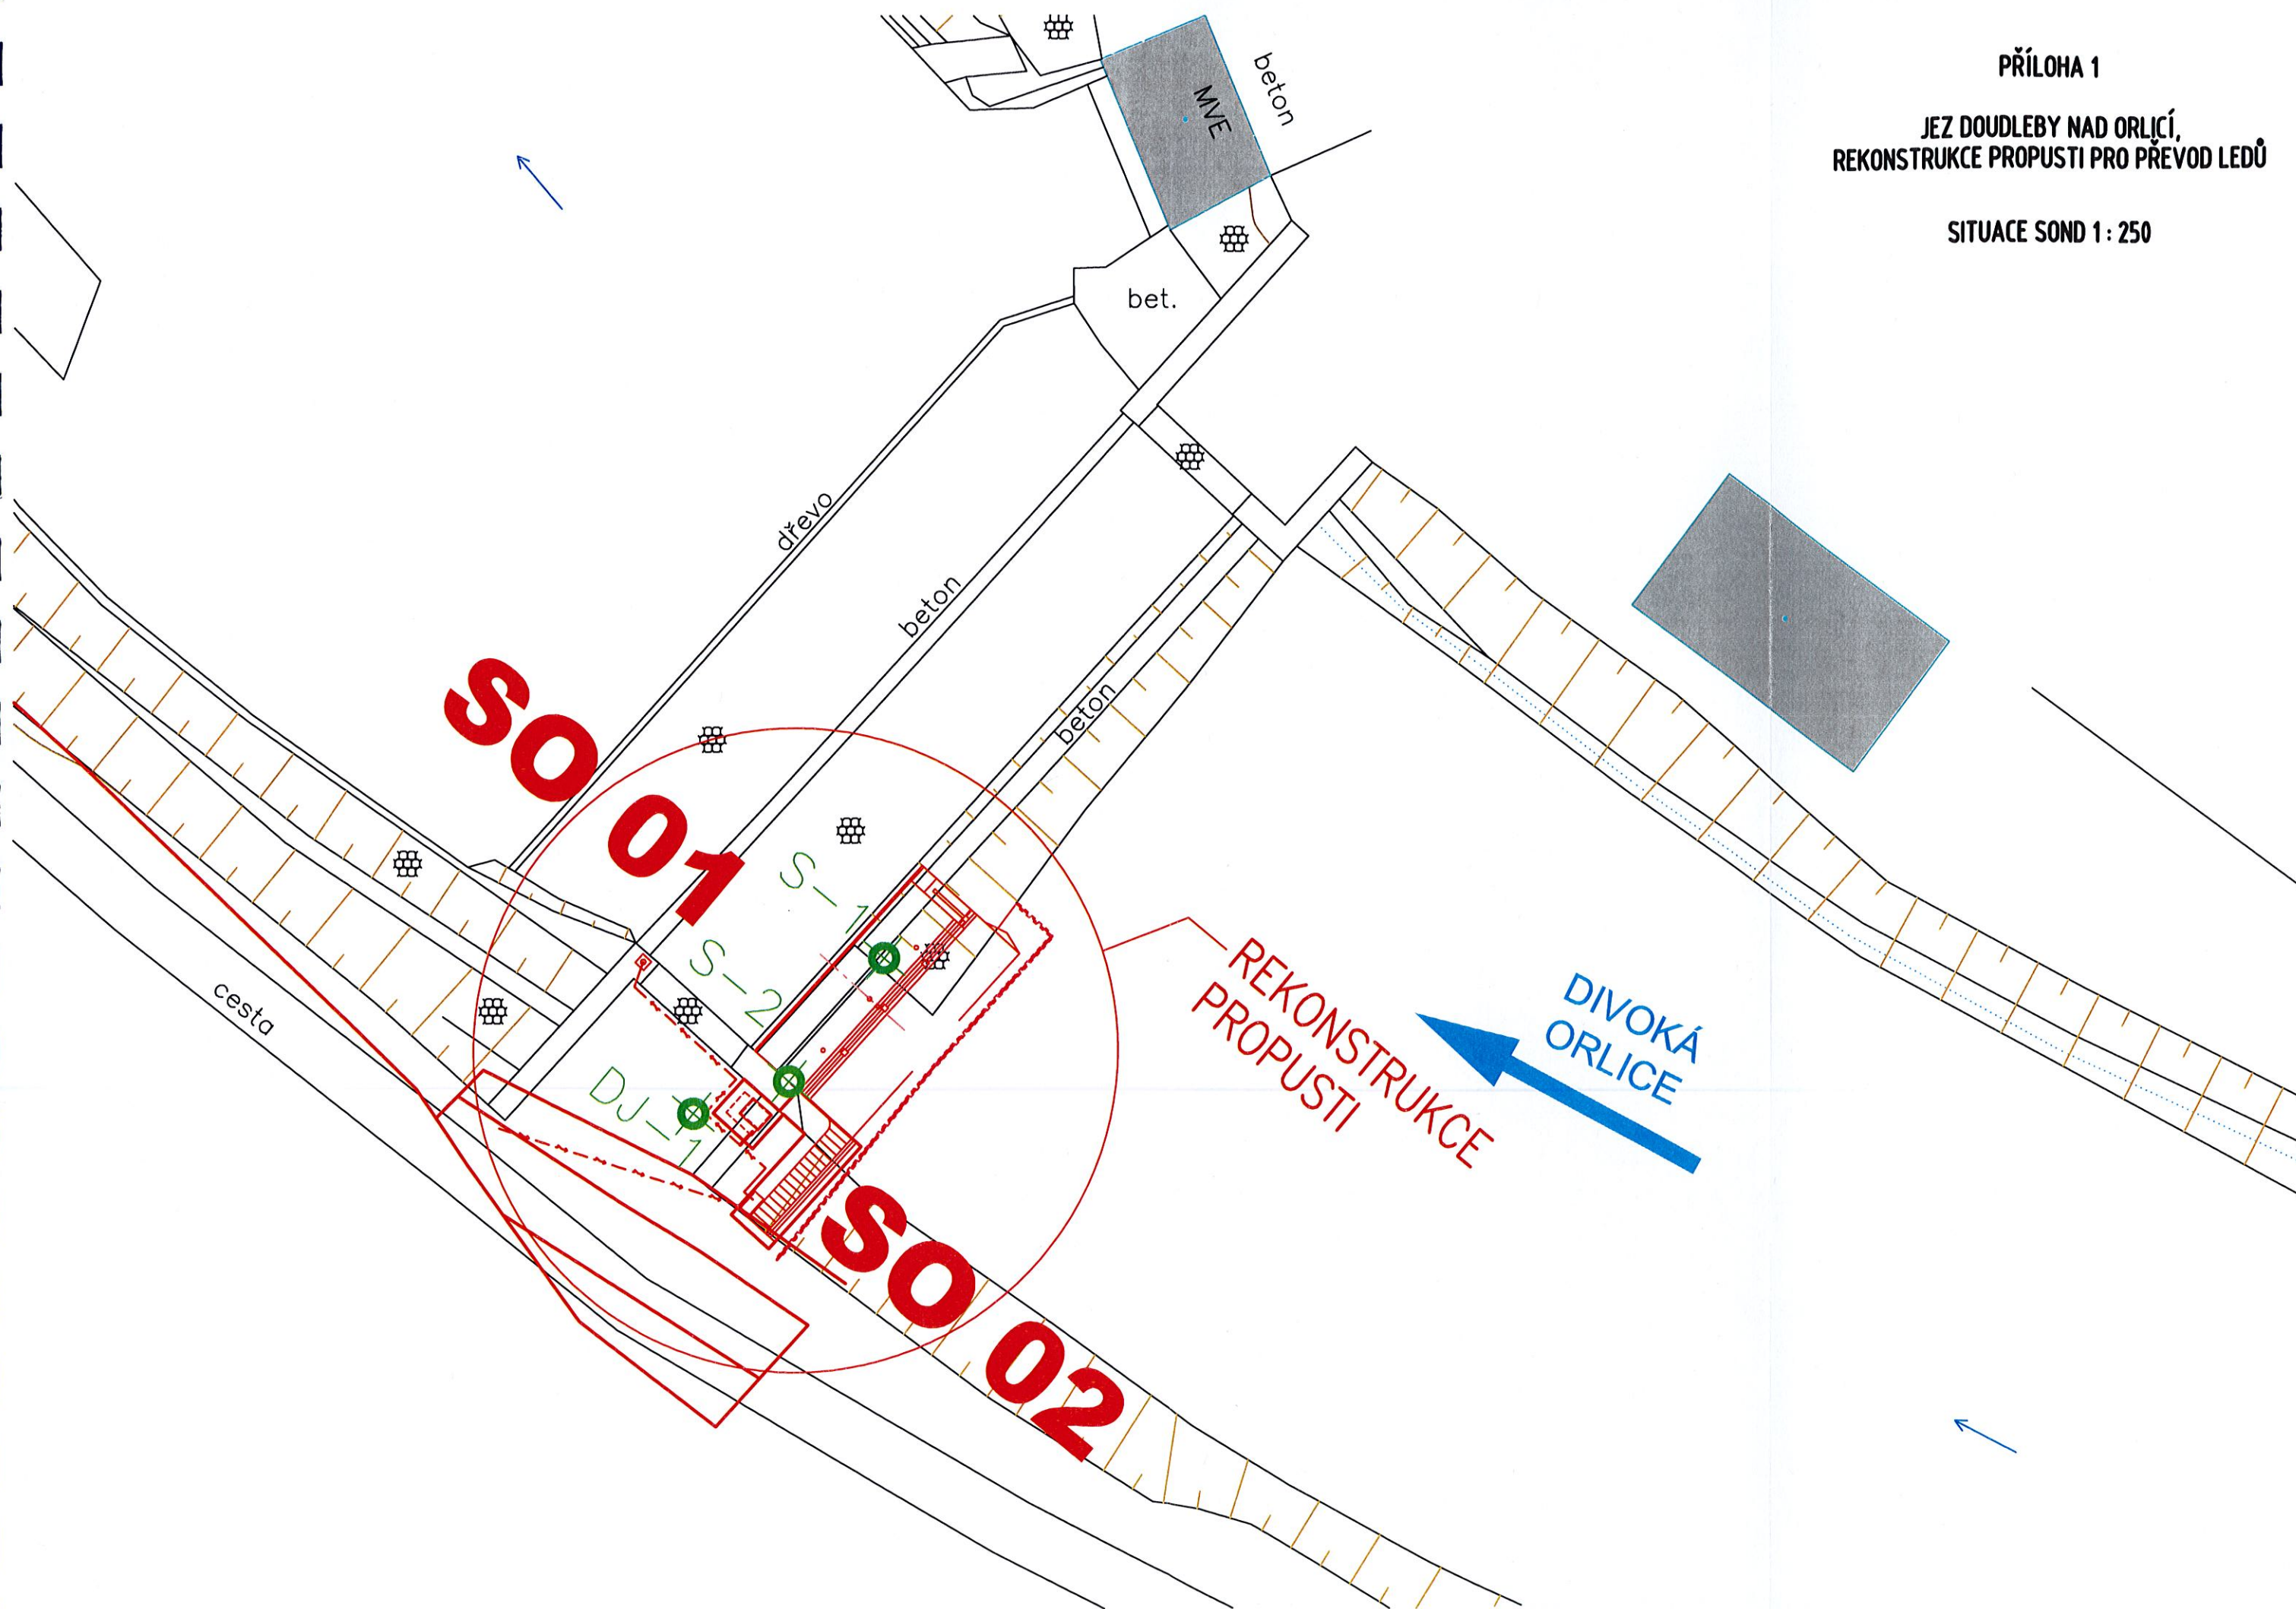 PŘÍLOHA 1
JEZ DOUDLEBY NAD ORLICÍ,
REKONSTRUKCE PROPUSTI PRO PŘEVOD LEDŮ
SITUACE SOND 1 : 250
beton
MVE
bet.
dřevo
beton
beton
SO 01
S-1
S-2
DJ-1
cesta
REKONSTRUKCE
PROPUSTI
DIVOKÁ
ORLICE
SO 02